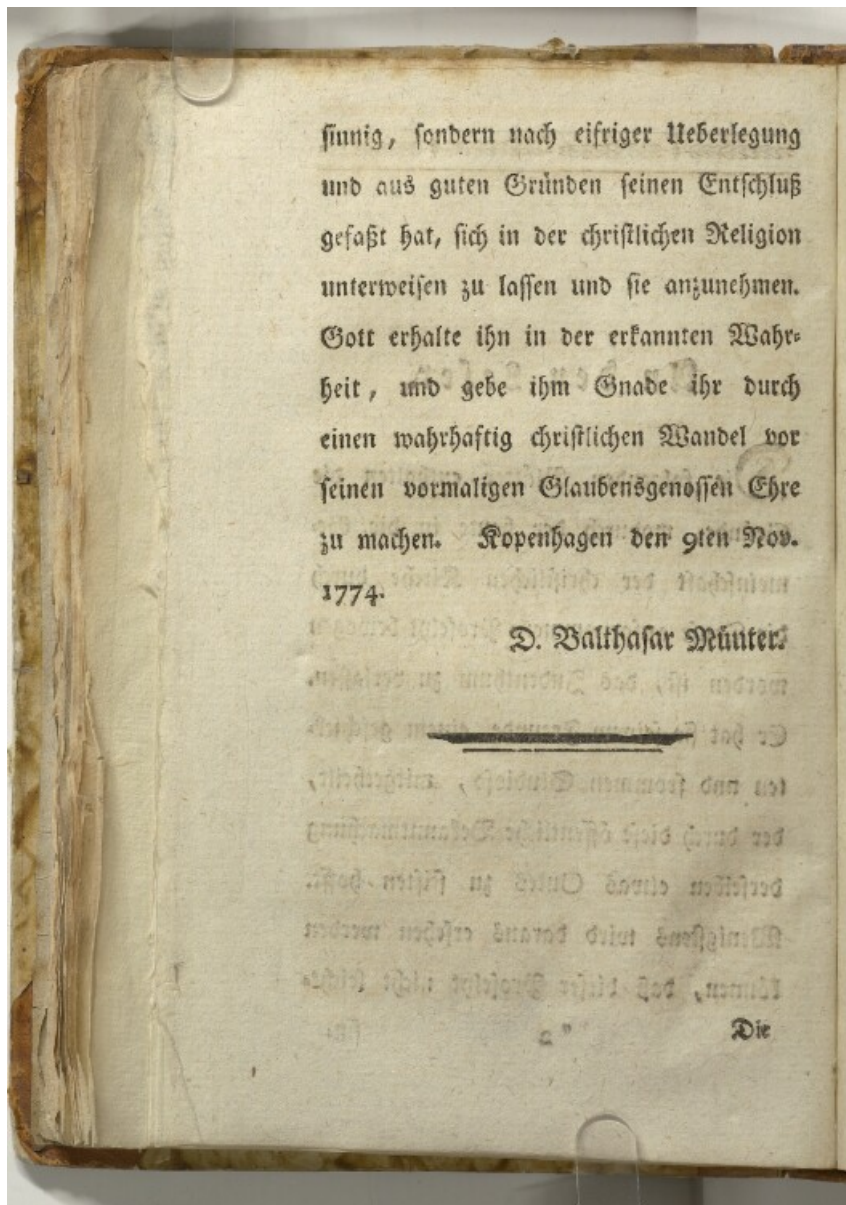 sinnig, sondern nach eifriger Ueberlegung
und aus guten Gründen seinen Entschluß
gefaßt hat, sich in der christlichen Religion
unterweisen zu lassen und sie anzunehmen.
Gott erhalte ihn in der erkannten Wahr-
heit, und gebe ihm Gnade ihr durch
einen wahrhaftig christlichen Wandel vor
seinen vormaligen Glaubensgenossen Ehre
zu machen. Kopenhagen den 9ten Nov.
1774.
D. Balthasar Münter.
Die